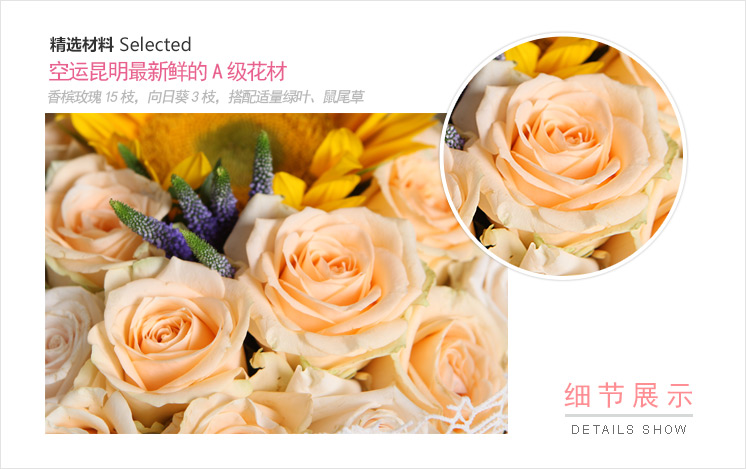 精选材料 Selected
空运昆明最新鲜的 A 级花材
香槟玫瑰 15 枝，向日葵 3 枝，搭配适量绿叶、鼠尾草
细节展示
DETAILS SHOW